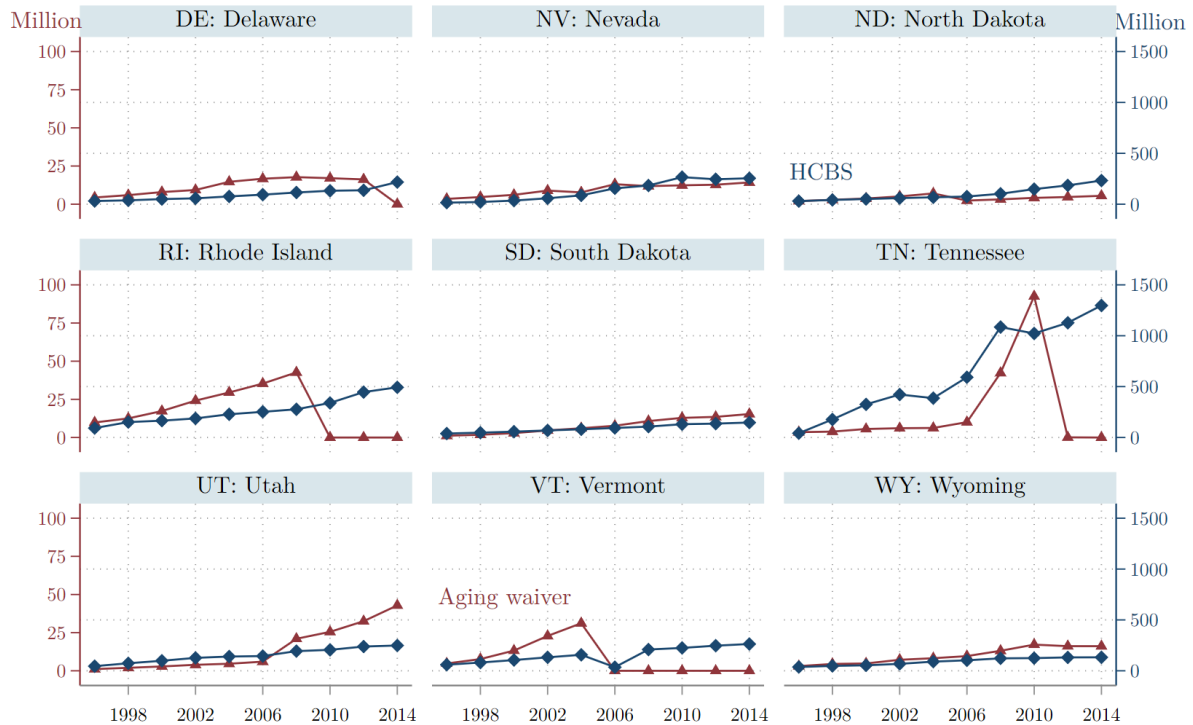 Million DE: Delaware NV: Nevada ND: North Dakota Million
100 1500
75 1000
50
HCBS
25 500
0 0
RI: Rhode Island SD: South Dakota TN: Tennessee
100 1500
75 1000
50
25 500
0 0
UT: Utah VT: Vermont WY: Wyoming
100 1500
75 1000
50
Aging waiver
25 500
0 0
1998 2002 2006 2010 2014 1998 2002 2006 2010 2014 1998 2002 2006 2010 2014